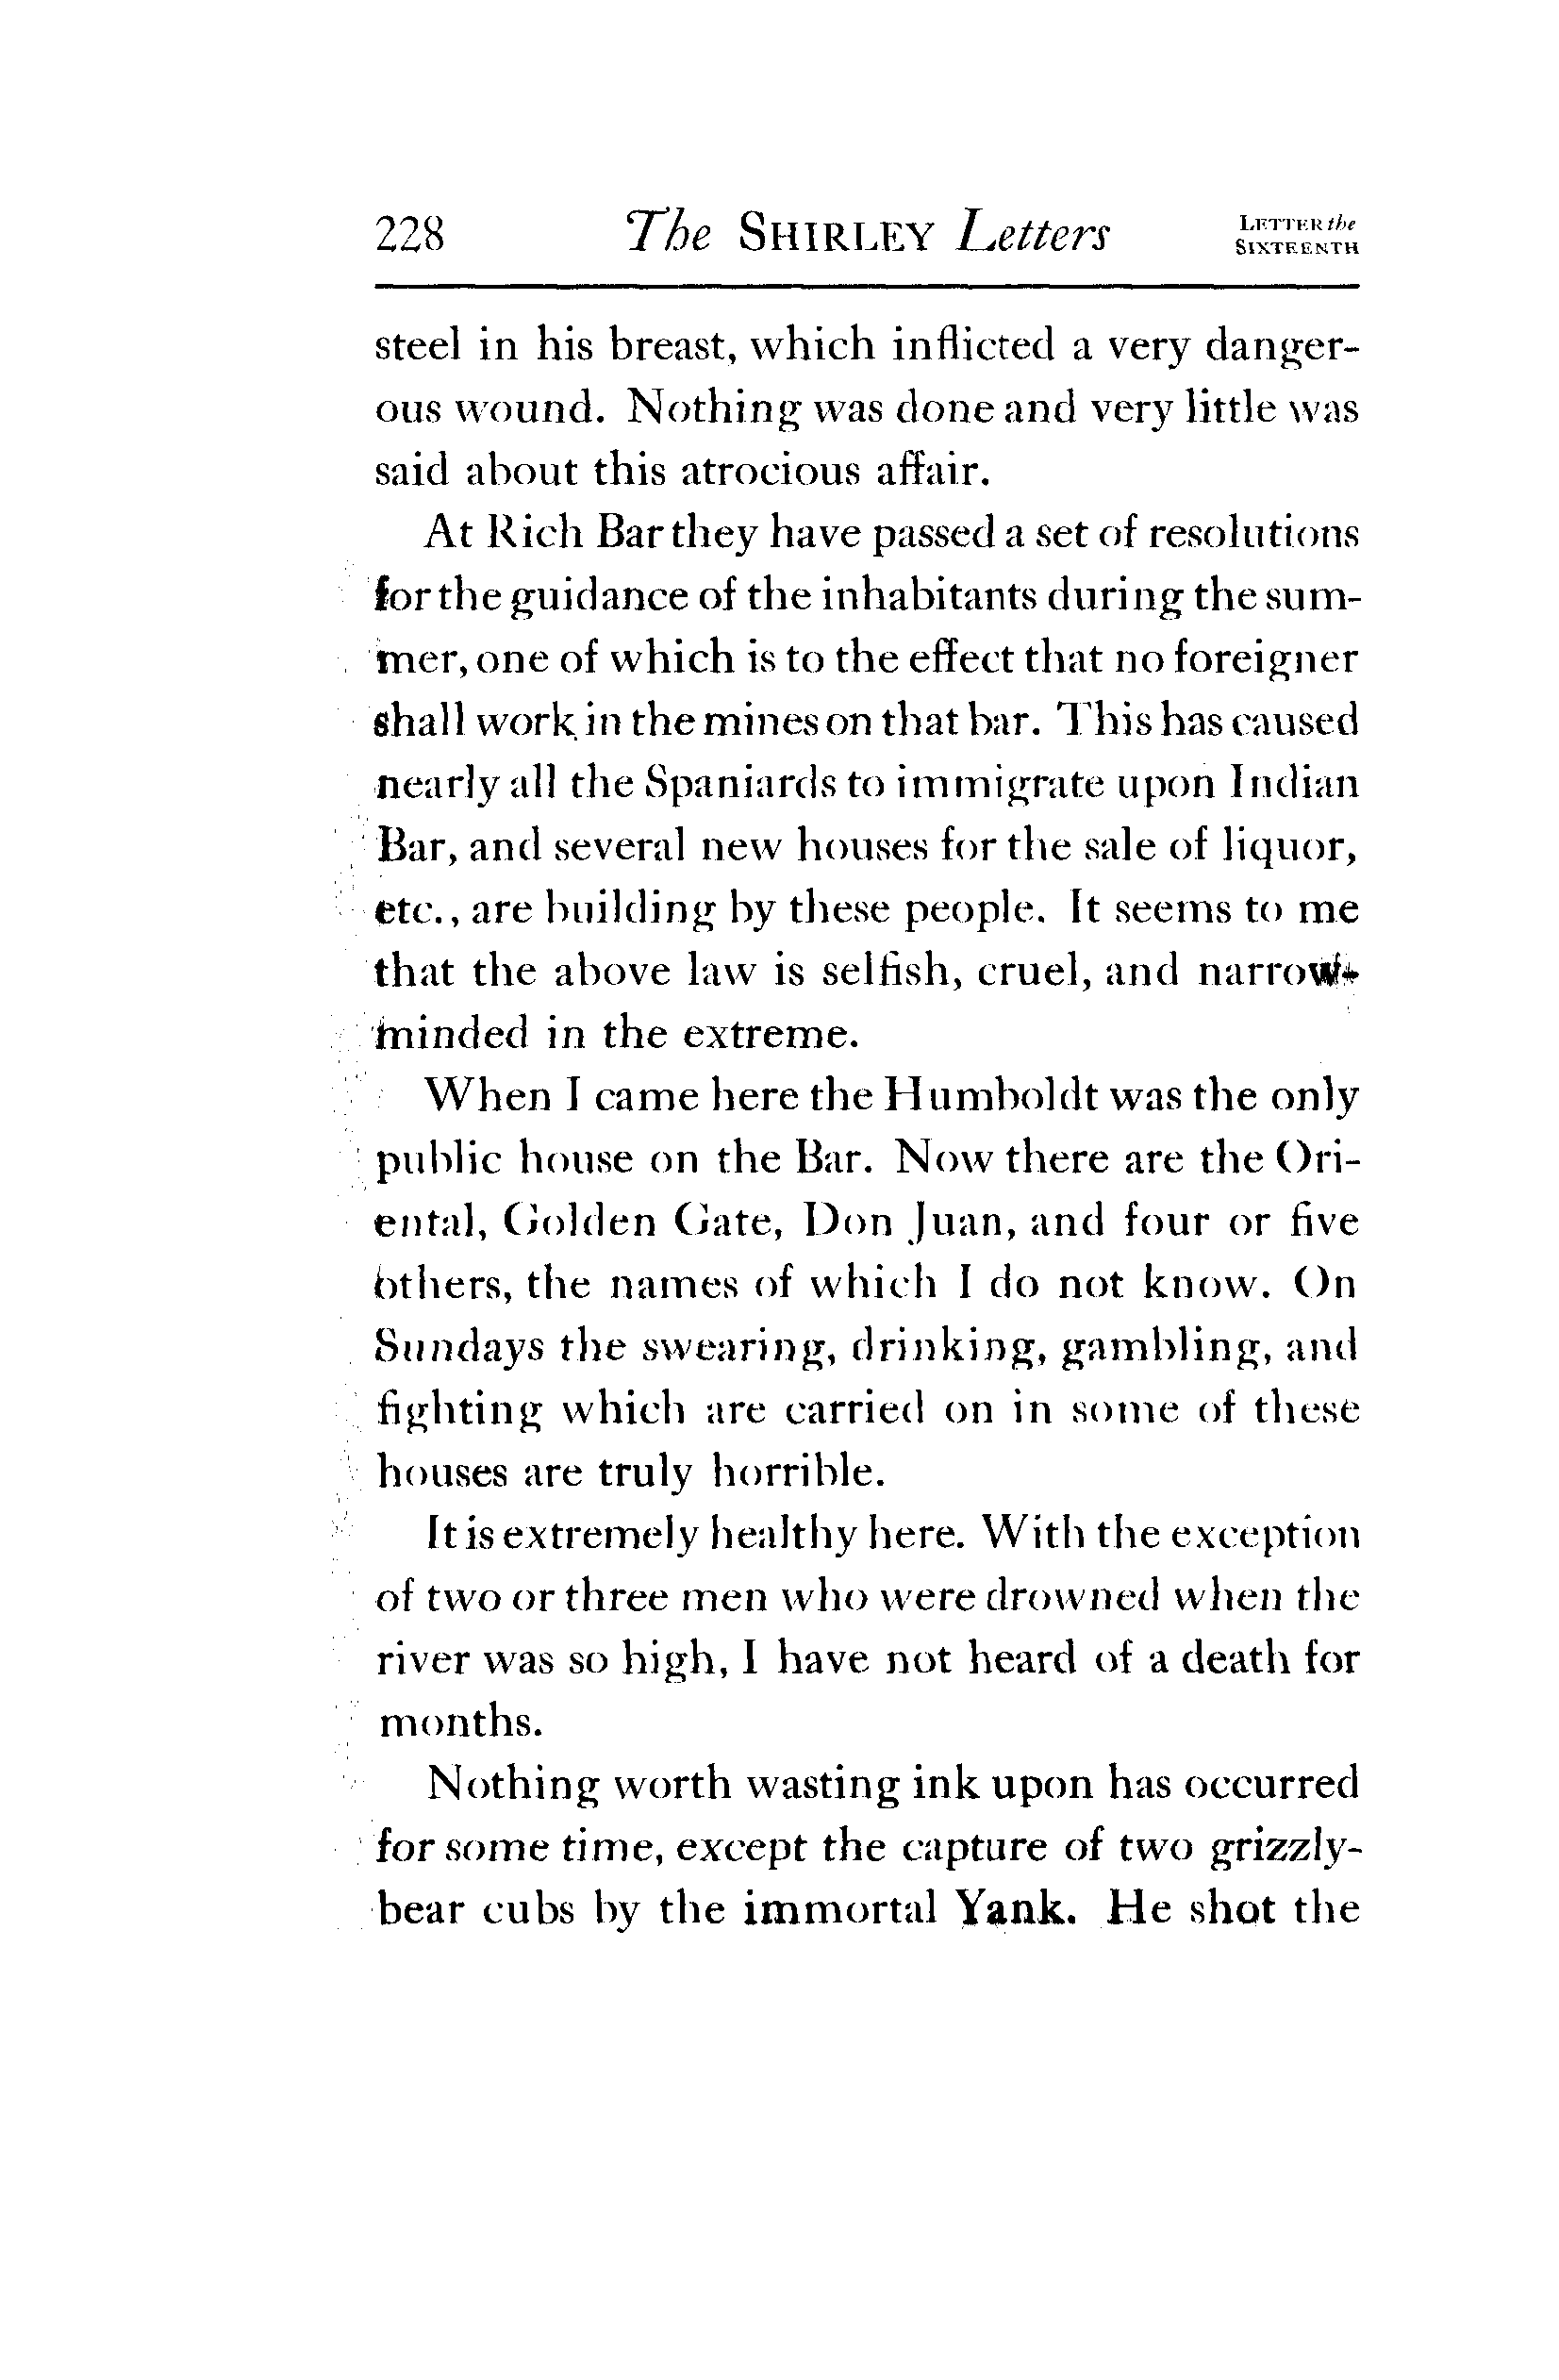 228 The SHIRLEY Letters LETTER the SIXTEENTH
steel in his breast, which inflicted a very danger-
ous wound. Nothing was done and very little was
said about this atrocious affair.
At Rich Bar they have passed a set of resolutions
for the guidance of the inhabitants during the sum-
mer, one of which is to the effect that no foreigner
shall work in the mines on that bar. This has caused
nearly all the Spaniards to immigrate upon Indian
Bar, and several new houses for the sale of liquor,
etc., are building by these people. It seems to me
that the above law is selfish, cruel, and narrow-
minded in the extreme.
When I came here the Humboldt was the only
public house on the Bar. Now there are the Ori-
ental, Golden Gate, Don Juan, and four or five
others, the names of which I do not know. On
Sundays the swearing, drinking, gambling, and
fighting which are carried on in some of these
houses are truly horrible.
It is extremely healthy here. With the exception
of two or three men who were drowned when the
river was so high, I have not heard of a death for
months.
Nothing worth wasting ink upon has occurred
for some time, except the capture of two grizzly-
bear cubs by the immortal Yank. He shot the